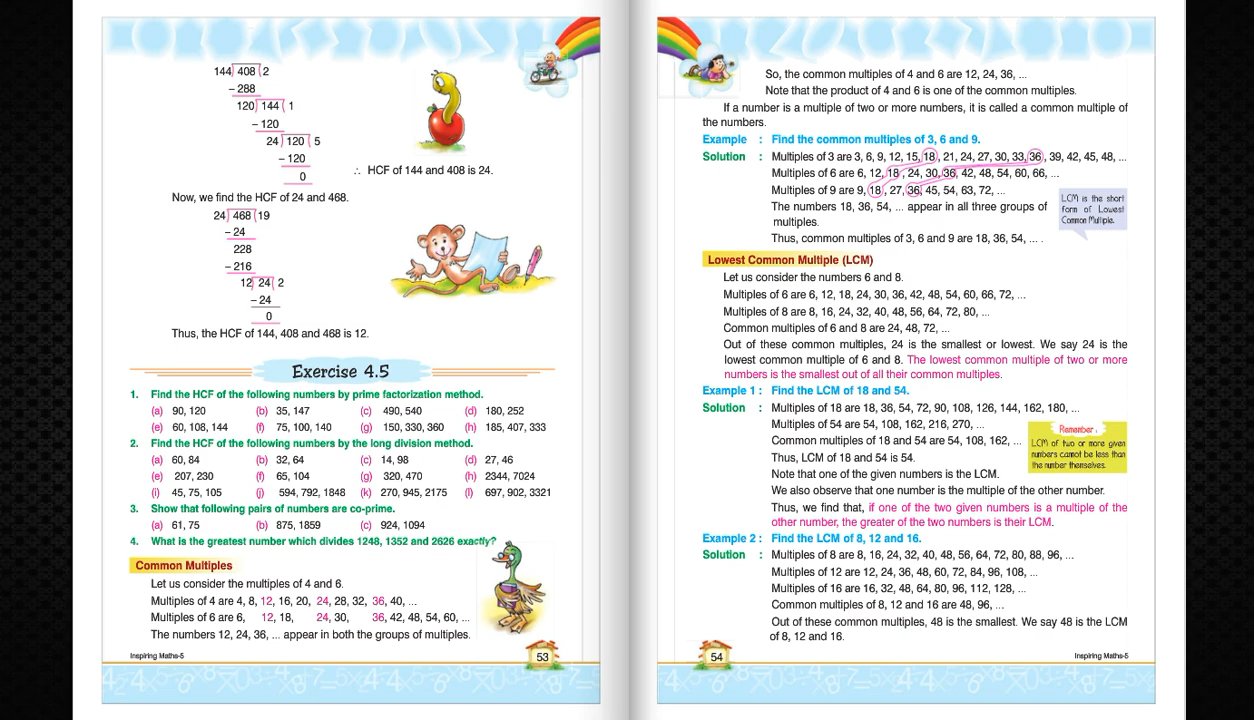 144 408 2
– 288
120 144 1
– 120
24 120 5
– 120
0
∴ HCF of 144 and 408 is 24.
Now, we find the HCF of 24 and 468.
24 468 19
– 24
228
– 216
12 24 2
– 24
0
Thus, the HCF of 144, 408 and 468 is 12.
Exercise 4.5
1. Find the HCF of the following numbers by prime factorization method.
(a) 90, 120 (b) 35, 147 (c) 490, 540 (d) 180, 252
(e) 60, 108, 144 (f) 75, 100, 140 (g) 150, 330, 360 (h) 185, 407, 333
2. Find the HCF of the following numbers by the long division method.
(a) 60, 84 (b) 32, 64 (c) 14, 98 (d) 27, 46
(e) 207, 230 (f) 65, 104 (g) 320, 470 (h) 2344, 7024
(i) 45, 75, 105 (j) 594, 792, 1848 (k) 270, 945, 2175 (l) 697, 902, 3321
3. Show that following pairs of numbers are co-prime.
(a) 61, 75 (b) 875, 1859 (c) 924, 1094
4. What is the greatest number which divides 1248, 1352 and 2626 exactly?
Common Multiples
Let us consider the multiples of 4 and 6.
Multiples of 4 are 4, 8, 12, 16, 20, 24, 28, 32, 36, 40, ...
Multiples of 6 are 6, 12, 18, 24, 30, 36, 42, 48, 54, 60, ...
The numbers 12, 24, 36, ... appear in both the groups of multiples.
Inspiring Maths-5
53
So, the common multiples of 4 and 6 are 12, 24, 36, ...
Note that the product of 4 and 6 is one of the common multiples.
If a number is a multiple of two or more numbers, it is called a common multiple of
the numbers.
Example : Find the common multiples of 3, 6 and 9.
Solution : Multiples of 3 are 3, 6, 9, 12, 15, 18, 21, 24, 27, 30, 33, 36, 39, 42, 45, 48, ...
Multiples of 6 are 6, 12, 18, 24, 30, 36, 42, 48, 54, 60, 66, ...
Multiples of 9 are 9, 18, 27, 36, 45, 54, 63, 72, ...
The numbers 18, 36, 54, ... appear in all three groups of
multiples.
Thus, common multiples of 3, 6 and 9 are 18, 36, 54, ... .
LCM is the short
form of Lowest
Common Multiple.
Lowest Common Multiple (LCM)
Let us consider the numbers 6 and 8.
Multiples of 6 are 6, 12, 18, 24, 30, 36, 42, 48, 54, 60, 66, 72, ...
Multiples of 8 are 8, 16, 24, 32, 40, 48, 56, 64, 72, 80, ...
Common multiples of 6 and 8 are 24, 48, 72, ...
Out of these common multiples, 24 is the smallest or lowest. We say 24 is the
lowest common multiple of 6 and 8. The lowest common multiple of two or more
numbers is the smallest out of all their common multiples.
Example 1 : Find the LCM of 18 and 54.
Solution : Multiples of 18 are 18, 36, 54, 72, 90, 108, 126, 144, 162, 180, ...
Multiples of 54 are 54, 108, 162, 216, 270, ...
Common multiples of 18 and 54 are 54, 108, 162, ...
Thus, LCM of 18 and 54 is 54.
Note that one of the given numbers is the LCM.
Remember :
LCM of two or more given
numbers cannot be less than
the number themselves.
We also observe that one number is the multiple of the other number.
Thus, we find that, if one of the two given numbers is a multiple of the
other number, the greater of the two numbers is their LCM.
Example 2 : Find the LCM of 8, 12 and 16.
Solution : Multiples of 8 are 8, 16, 24, 32, 40, 48, 56, 64, 72, 80, 88, 96, ...
Multiples of 12 are 12, 24, 36, 48, 60, 72, 84, 96, 108, ...
Multiples of 16 are 16, 32, 48, 64, 80, 96, 112, 128, ...
Common multiples of 8, 12 and 16 are 48, 96, ...
Out of these common multiples, 48 is the smallest. We say 48 is the LCM
of 8, 12 and 16.
54
Inspiring Maths-5